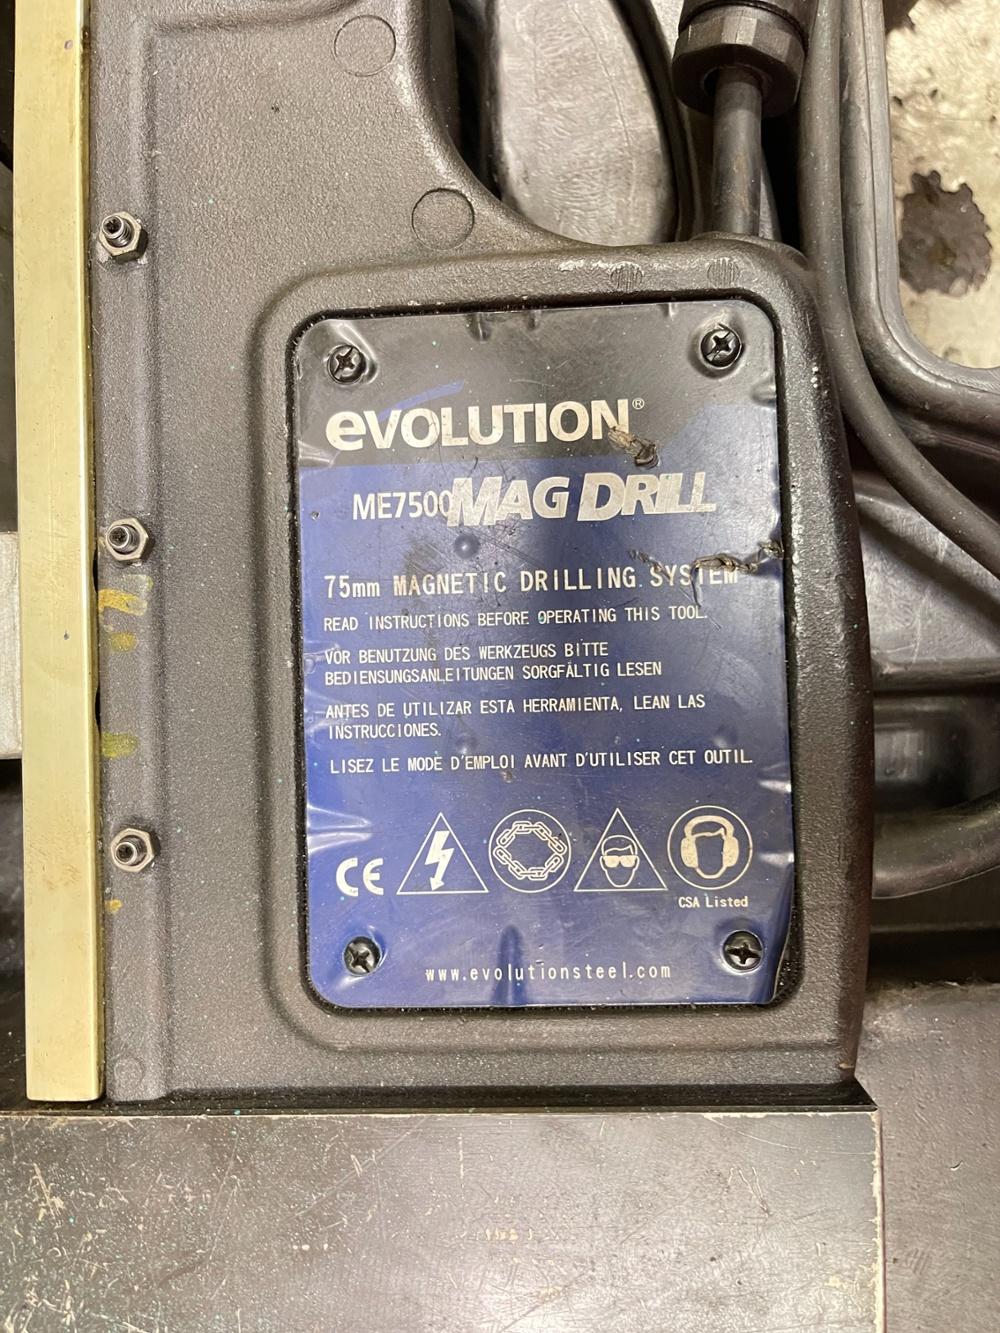 eVOLUTION®
ME7500 MAG DRILL
75mm MAGNETIC DRILLING SYSTEM
READ INSTRUCTIONS BEFORE OPERATING THIS TOOL.
VOR BENUTZUNG DES WERKZEUGS BITTE
BEDIENSUNGSANLEITUNGEN SORGFÄLTIG LESEN
ANTES DE UTILIZAR ESTA HERRAMIENTA, LEAN LAS
INSTRUCCIONES.
LISEZ LE MODE D'EMPLOI AVANT D'UTILISER CET OUTIL.
CE
CSA Listed
www.evolutionsteel.com